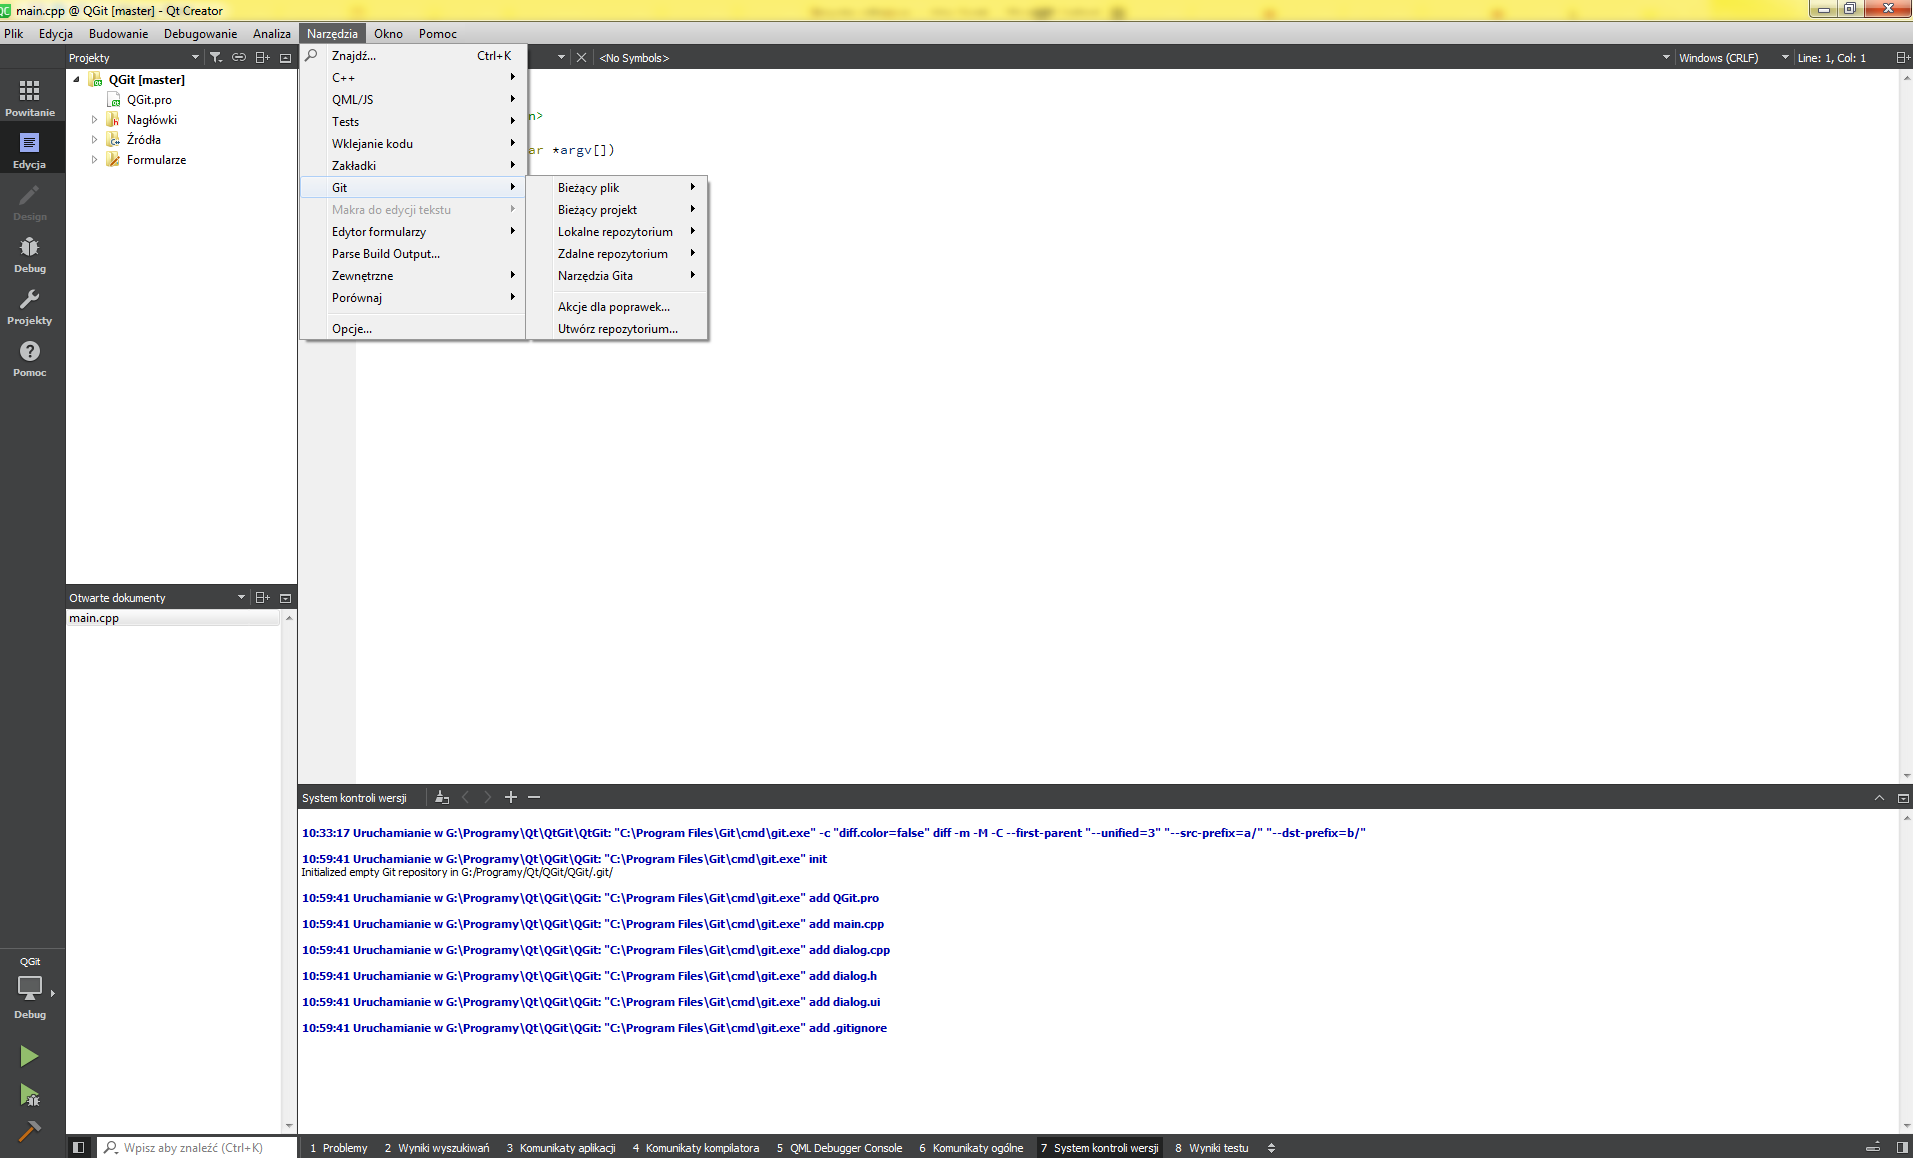 main.cpp @ QGit [master] - Qt Creator
Plik Edycja Budowanie Debugowanie Analiza Narzędzia Okno Pomoc
Projekty
<No Symbols>
Windows (CRLF)
Line: 1, Col: 1
Powitanie
Edycja
Design
Debug
Projekty
Pomoc
QGit [master]
QGit.pro
Nagłówki
Źródła
Formularze
Znajdź... Ctrl+K
C++
QML/JS
Tests
Wklejanie kodu
Zakładki
Git
Makra do edycji tekstu
Edytor formularzy
Parse Build Output...
Zewnętrzne
Porównaj
Opcje...
Bieżący plik
Bieżący projekt
Lokalne repozytorium
Zdalne repozytorium
Narzędzia Gita
Akcje dla poprawek...
Utwórz repozytorium...
n>
ar *argv[])
Otwarte dokumenty
main.cpp
System kontroli wersji
10:33:17 Uruchamianie w G:\Programy\Qt\QtGit\QtGit: "C:\Program Files\Git\cmd\git.exe" -c "diff.color=false" diff -m -M -C --first-parent "--unified=3" "--src-prefix=a/" "--dst-prefix=b/"
10:59:41 Uruchamianie w G:\Programy\Qt\QGit\QGit: "C:\Program Files\Git\cmd\git.exe" init
Initialized empty Git repository in G:/Programy/Qt/QGit/QGit/.git/
10:59:41 Uruchamianie w G:\Programy\Qt\QGit\QGit: "C:\Program Files\Git\cmd\git.exe" add QGit.pro
10:59:41 Uruchamianie w G:\Programy\Qt\QGit\QGit: "C:\Program Files\Git\cmd\git.exe" add main.cpp
10:59:41 Uruchamianie w G:\Programy\Qt\QGit\QGit: "C:\Program Files\Git\cmd\git.exe" add dialog.cpp
10:59:41 Uruchamianie w G:\Programy\Qt\QGit\QGit: "C:\Program Files\Git\cmd\git.exe" add dialog.h
10:59:41 Uruchamianie w G:\Programy\Qt\QGit\QGit: "C:\Program Files\Git\cmd\git.exe" add dialog.ui
10:59:41 Uruchamianie w G:\Programy\Qt\QGit\QGit: "C:\Program Files\Git\cmd\git.exe" add .gitignore
QGit
Debug
Wpisz aby znaleźć (Ctrl+K)
1 Problemy 2 Wyniki wyszukiwań 3 Komunikaty aplikacji 4 Komunikaty kompilatora 5 QML Debugger Console 6 Komunikaty ogólne 7 System kontroli wersji 8 Wyniki testu